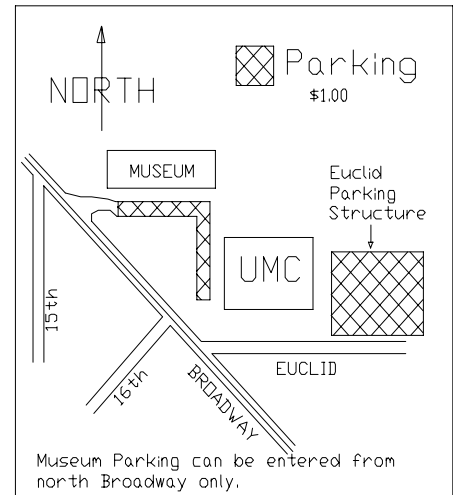 NORTH
Parking
$1.00
MUSEUM
Euclid
Parking
Structure
UMC
15th
16th
BROADWAY
EUCLID
Museum Parking can be entered from
north Broadway only.